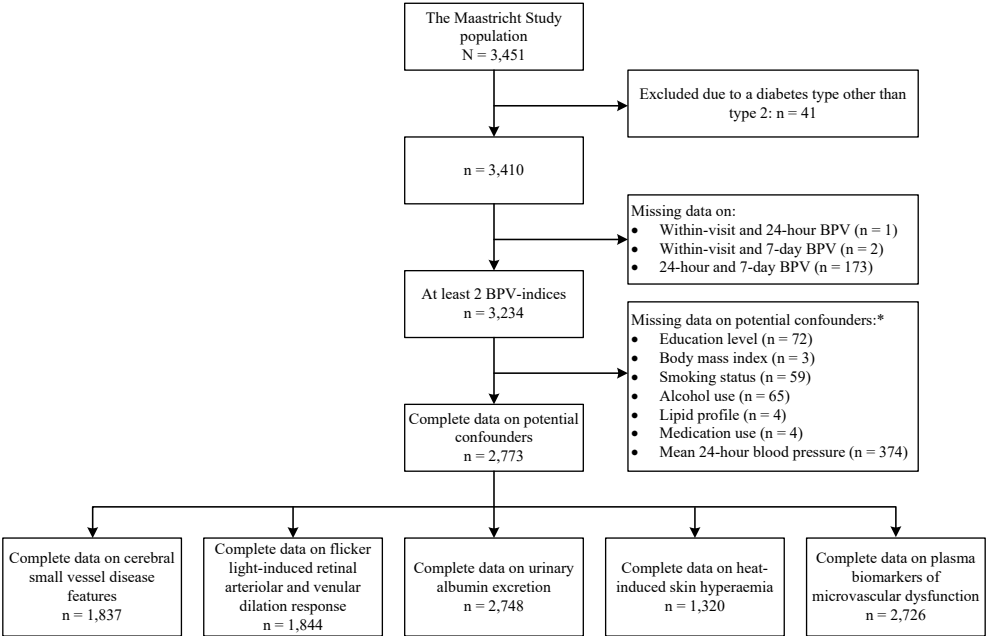 The Maastricht Study
population
N = 3,451
Excluded due to a diabetes type other than
type 2: n = 41
n = 3,410
Missing data on:
• Within-visit and 24-hour BPV (n = 1)
• Within-visit and 7-day BPV (n = 2)
• 24-hour and 7-day BPV (n = 173)
At least 2 BPV-indices
n = 3,234
Missing data on potential confounders:*
• Education level (n = 72)
• Body mass index (n = 3)
• Smoking status (n = 59)
• Alcohol use (n = 65)
• Lipid profile (n = 4)
• Medication use (n = 4)
• Mean 24-hour blood pressure (n = 374)
Complete data on potential
confounders
n = 2,773
Complete data on cerebral
small vessel disease
features
n = 1,837
Complete data on flicker
light-induced retinal
arteriolar and venular
dilation response
n = 1,844
Complete data on urinary
albumin excretion
n = 2,748
Complete data on heat-
induced skin hyperaemia
n = 1,320
Complete data on plasma
biomarkers of
microvascular dysfunction
n = 2,726